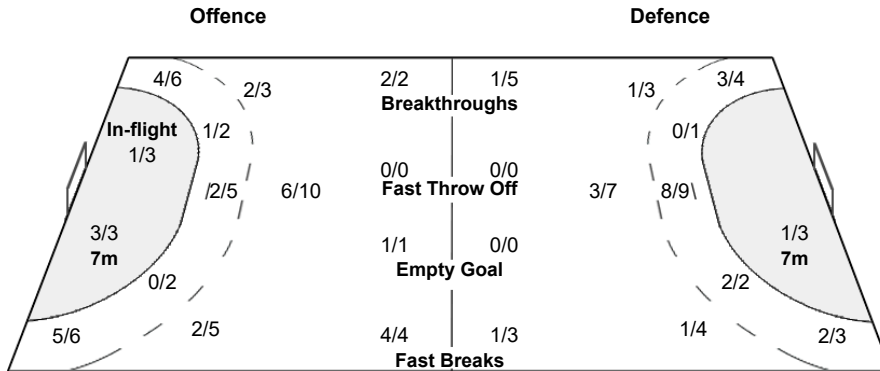 Offence Defence
4/6 2/3 2/2 1/5 1/3 3/4
Breakthroughs
In-flight 1/2 0/1
1/3
0/0 0/0
2/5 6/10 Fast Throw Off 3/7 8/9
3/3 1/3
7m 1/1 0/0 7m
Empty Goal
0/2 2/2
5/6 2/5 4/4 1/3 1/4 2/3
Fast Breaks